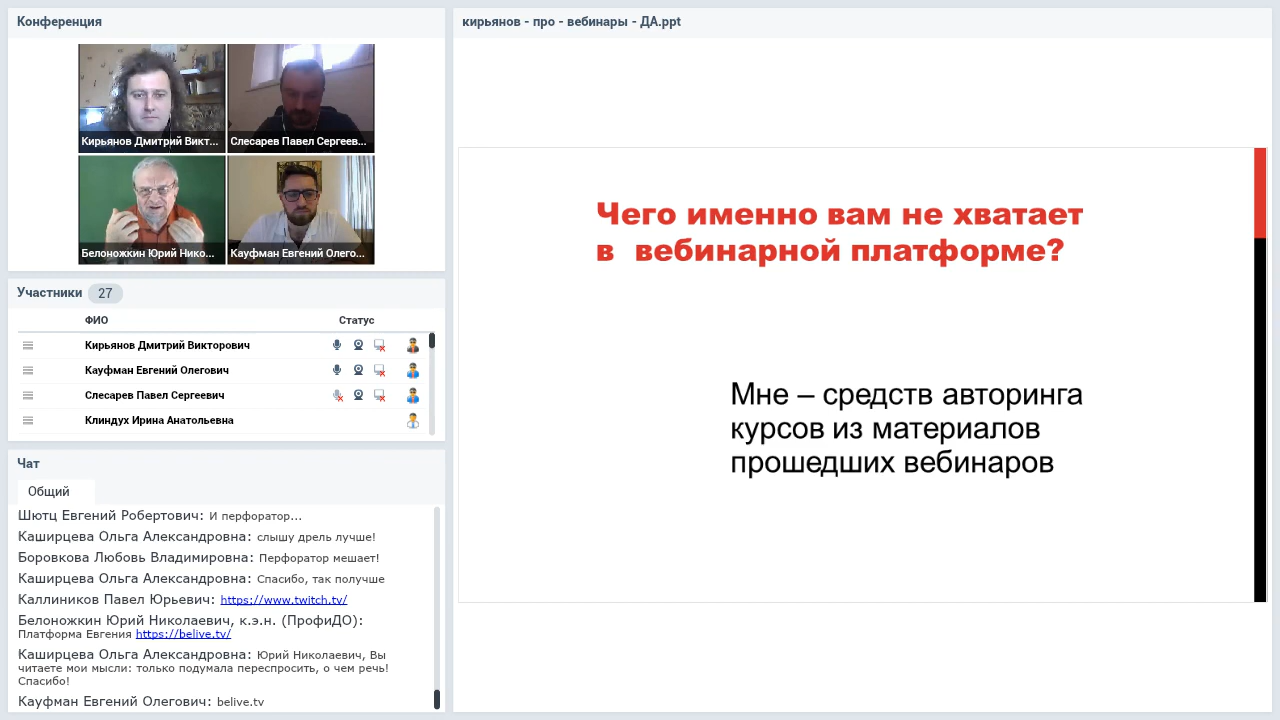 Конференция
Кирьянов Дмитрий Викт...
Слесарев Павел Сергеев...
Белоножкин Юрий Нико...
Кауфман Евгений Олего...
Участники 27
ФИО Статус
Кирьянов Дмитрий Викторович
Кауфман Евгений Олегович
Слесарев Павел Сергеевич
Клиндух Ирина Анатольевна
Чат
Общий
Шютц Евгений Робертович: И перфоратор...
Каширцева Ольга Александровна: слышу дрель лучше!
Боровкова Любовь Владимировна: Перфоратор мешает!
Каширцева Ольга Александровна: Спасибо, так получше
Каллиников Павел Юрьевич: https://www.twitch.tv/
Белоножкин Юрий Николаевич, к.э.н. (ПрофиДО):
Платформа Евгения https://belive.tv/
Каширцева Ольга Александровна: Юрий Николаевич, Вы
читаете мои мысли: только подумала переспросить, о чем речь!
Спасибо!
Кауфман Евгений Олегович: belive.tv
кирьянов - про - вебинары - ДА.ppt
Чего именно вам не хватает
в вебинарной платформе?
Мне – средств авторинга
курсов из материалов
прошедших вебинаров